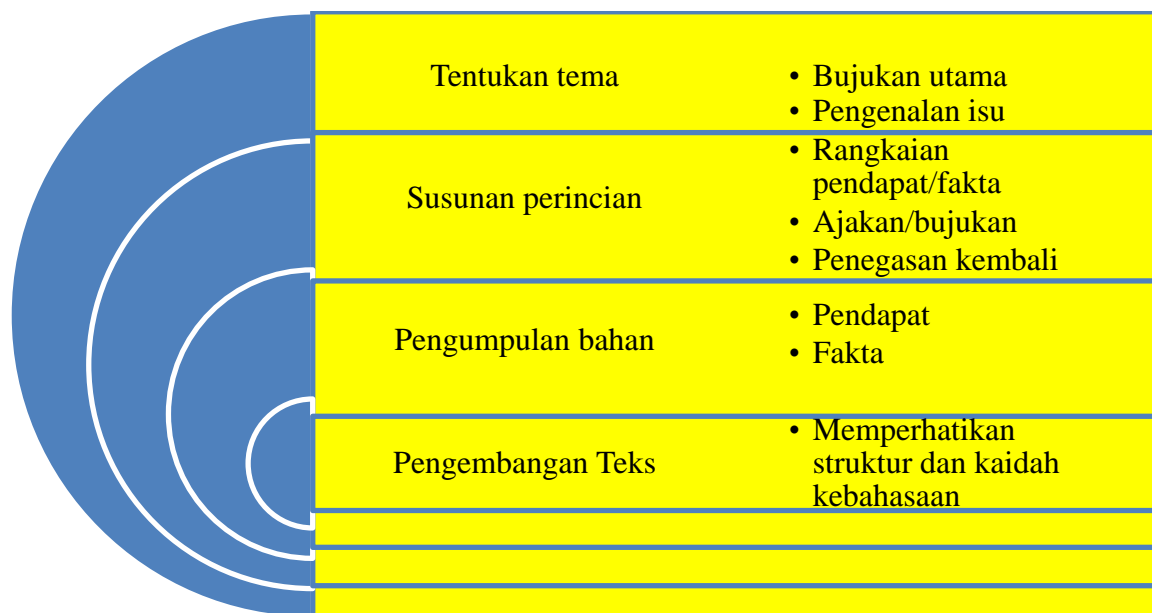 Tentukan tema
• Bujukan utama
• Pengenalan isu
Susunan perincian
• Rangkaian
pendapat/fakta
• Ajakan/bujukan
• Penegasan kembali
Pengumpulan bahan
• Pendapat
• Fakta
Pengembangan Teks
• Memperhatikan
struktur dan kaidah
kebahasaan